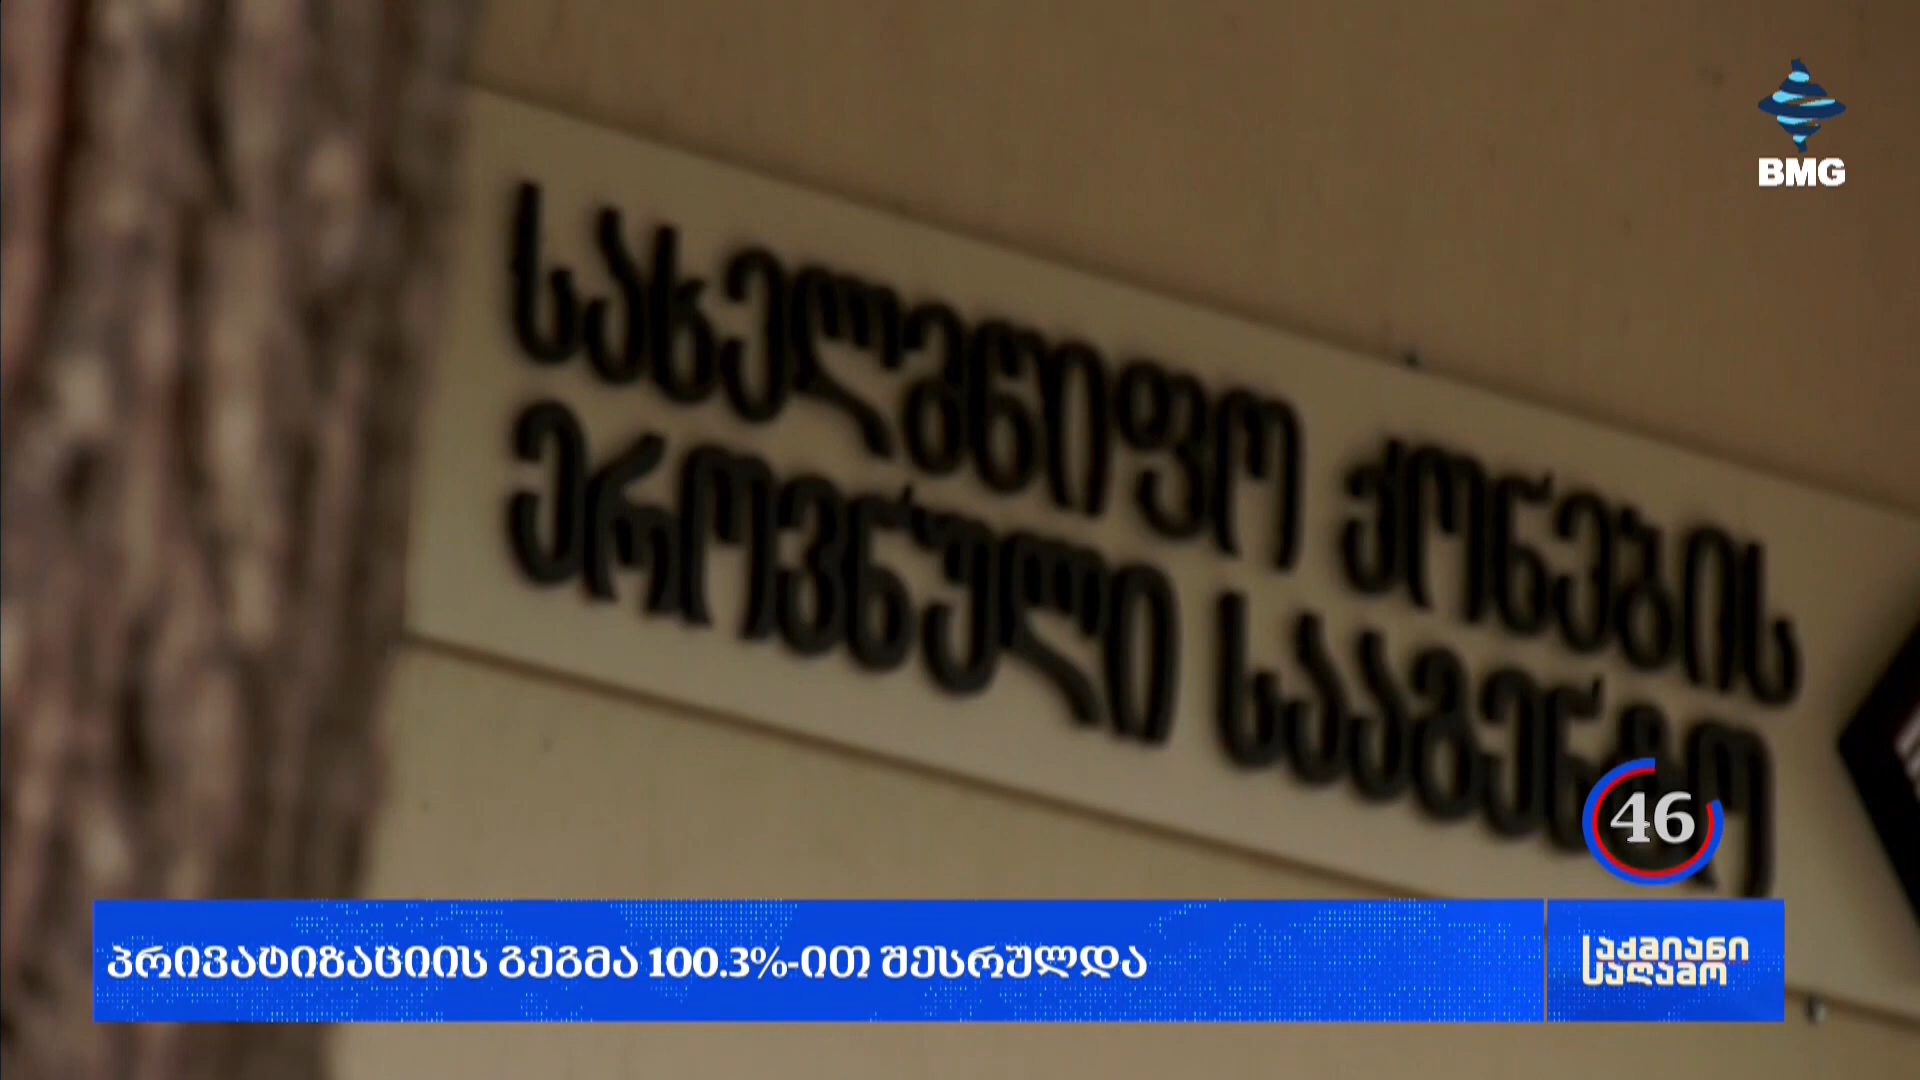 BMG
სახელმწიფო ქონების
ეროვნული სააგენტო
46
პრივატიზაციის გეგმა 100.3%-ით შესრულდა
საქმიანი
საღამო